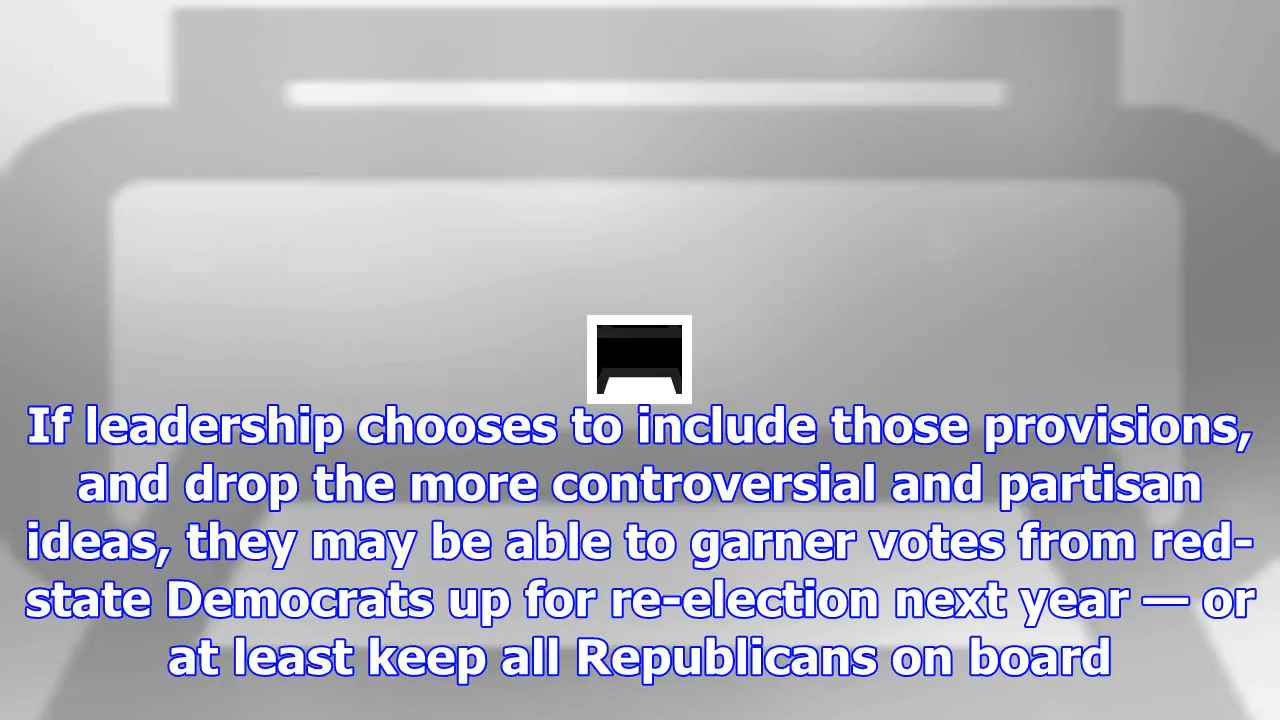 If leadership chooses to include those provisions,
and drop the more controversial and partisan
ideas, they may be able to garner votes from red-
state Democrats up for re-election next year — or
at least keep all Republicans on board